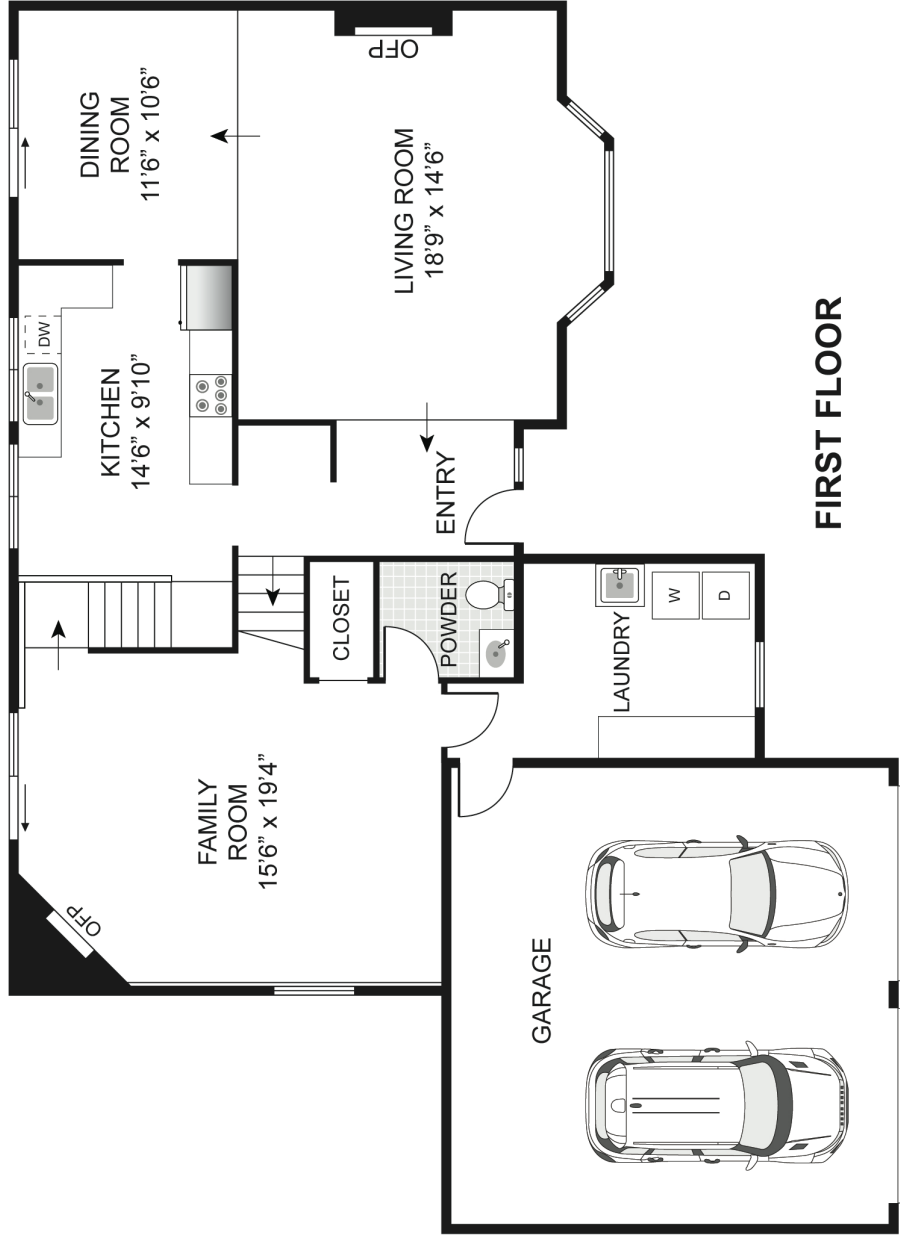 FAMILY
ROOM
15'6” x 19'4”
OFP
KITCHEN
14'6” x 9'10”
DW
DINING
ROOM
11'6” x 10'6”
CLOSET
POWDER
ENTRY
LIVING ROOM
18'9” x 14'6”
OFP
GARAGE
LAUNDRY
W
D
FIRST FLOOR